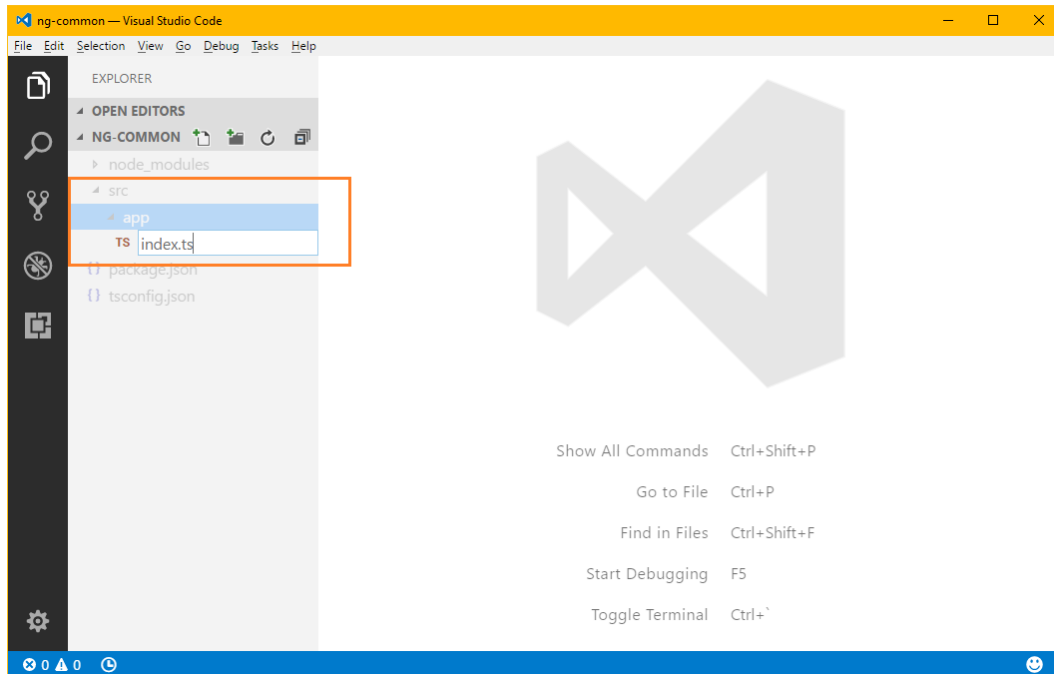 ng-common — Visual Studio Code
File Edit Selection View Go Debug Tasks Help
EXPLORER
OPEN EDITORS
NG-COMMON
node_modules
src
app
TS index.ts
{} package.json
{} tsconfig.json
Show All Commands Ctrl+Shift+P
Go to File Ctrl+P
Find in Files Ctrl+Shift+F
Start Debugging F5
Toggle Terminal Ctrl+`
0 0